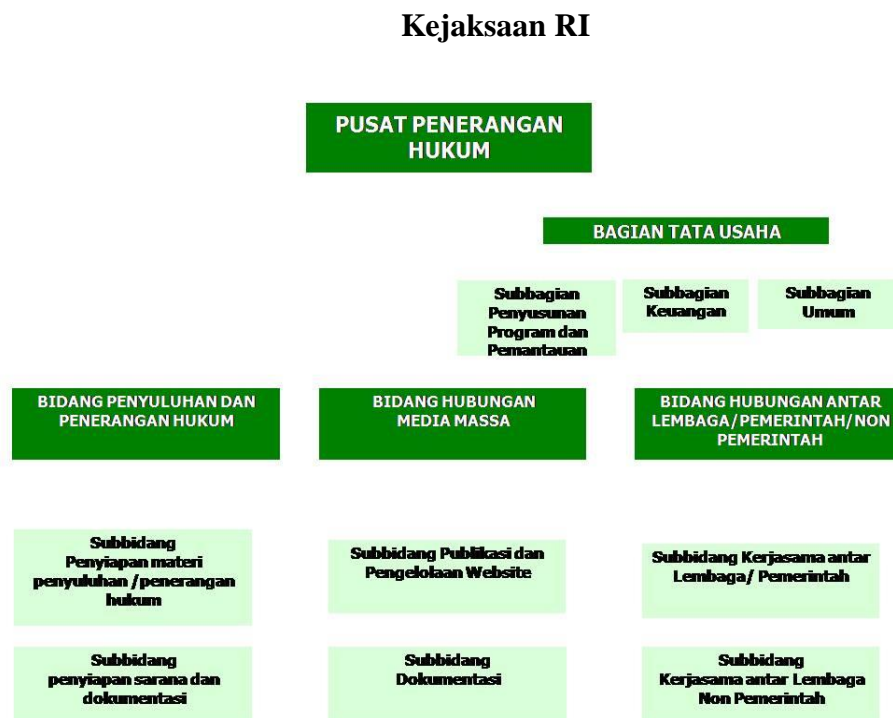 Kejaksaan RI
PUSAT PENERANGAN
HUKUM
BAGIAN TATA USAHA
Subbagian
Penyusunan
Program dan
Pemantauan
Subbagian
Keuangan
Subbagian
Umum
BIDANG PENYULUHAN DAN
PENERANGAN HUKUM
BIDANG HUBUNGAN
MEDIA MASSA
BIDANG HUBUNGAN ANTAR
LEMBAGA/PEMERINTAH/NON
PEMERINTAH
Subbidang
Penyiapan materi
penyuluhan /penerangan
hukum
Subbidang Publikasi dan
Pengelolaan Website
Subbidang Kerjasama antar
Lembaga/ Pemerintah
Subbidang
penyiapan sarana dan
dokumentasi
Subbidang
Dokumentasi
Subbidang
Kerjasama antar Lembaga
Non Pemerintah